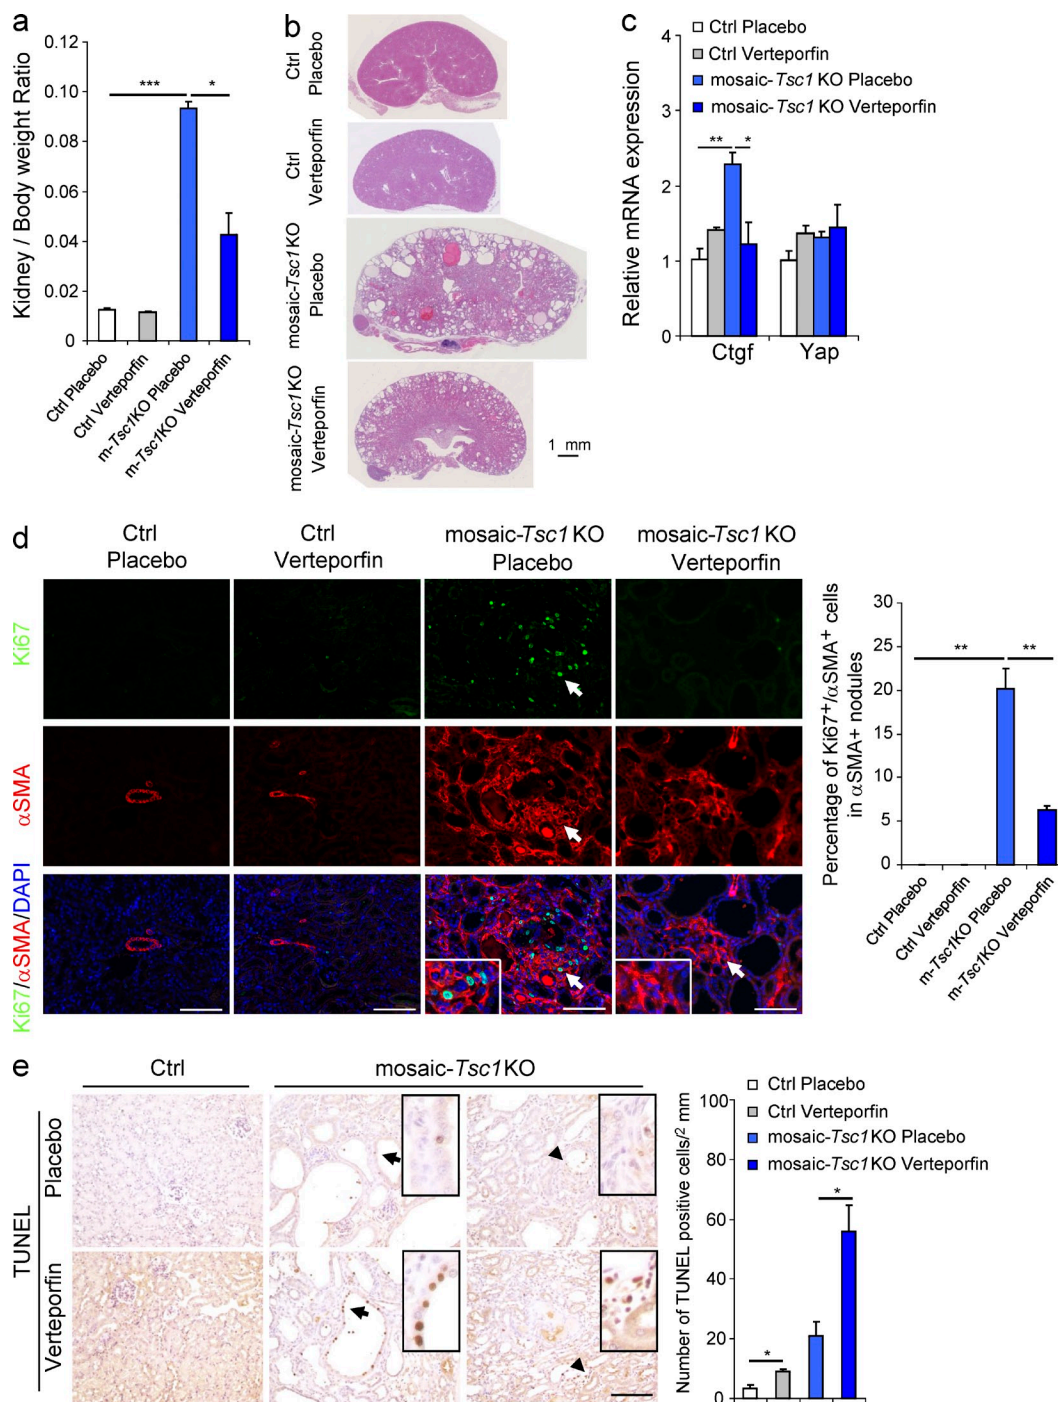 a
Kidney / Body weight Ratio
0.12
0.10
0.08
0.06
0.04
0.02
0
***
*
Ctrl Placebo
Ctrl Verteporfin
m-Tsc1KO Placebo
m-Tsc1KO Verteporfin
b
Ctrl
Placebo
Ctrl
Verteporfin
mosaic-Tsc1KO
Placebo
mosaic-Tsc1KO
Verteporfin
1 mm
c
Ctrl Placebo
Ctrl Verteporfin
mosaic-Tsc1 KO Placebo
mosaic-Tsc1 KO Verteporfin
Relative mRNA expression
4
3
2
1
0
**
*
Ctgf
Yap
d
Ctrl
Placebo
Ctrl
Verteporfin
mosaic-Tsc1 KO
Placebo
mosaic-Tsc1 KO
Verteporfin
Ki67
αSMA
Ki67/αSMA/DAPI
Percentage of Ki67+/αSMA+ cells
in αSMA+ nodules
30
25
20
15
10
5
0
**
**
Ctrl Placebo
Ctrl Verteporfin
m-Tsc1KO Placebo
m-Tsc1KO Verteporfin
e
Ctrl
mosaic-Tsc1KO
TUNEL
Placebo
Verteporfin
Ctrl Placebo
Ctrl Verteporfin
mosaic-Tsc1KO Placebo
mosaic-Tsc1KO Verteporfin
Number of TUNEL positive cells/² mm
100
80
60
40
20
0
*
*